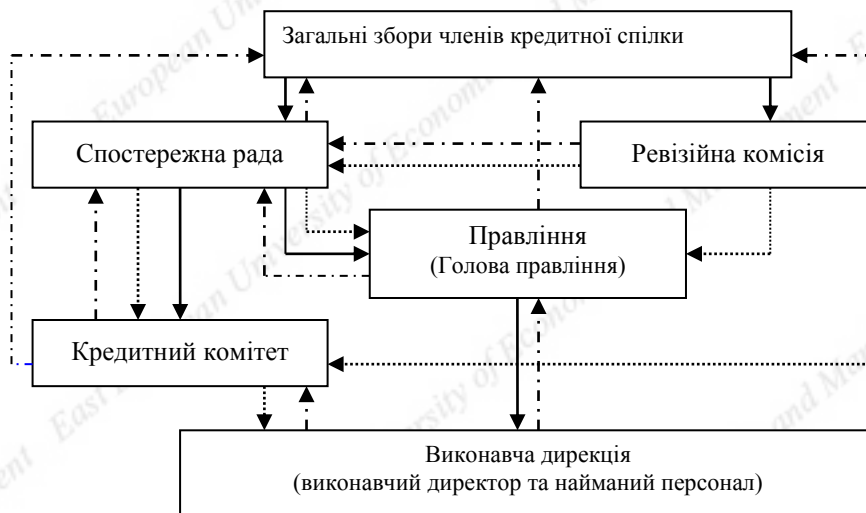 Загальні збори членів кредитної спілки
Спостережна рада
Ревізійна комісія
Правління
(Голова правління)
Кредитний комітет
Виконавча дирекція
(виконавчий директор та найманий персонал)